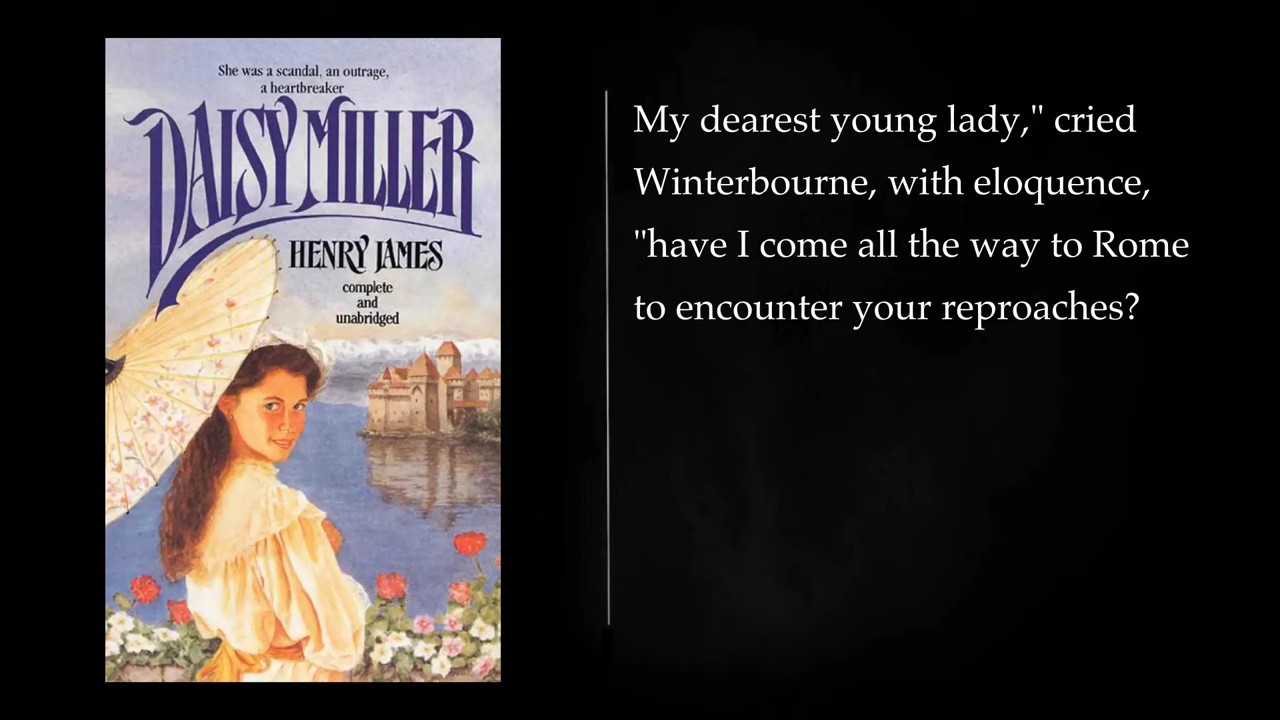 She was a scandal, an outrage,
a heartbreaker
DAISY MILLER
HENRY JAMES
complete
and
unabridged
My dearest young lady," cried
Winterbourne, with eloquence,
"have I come all the way to Rome
to encounter your reproaches?